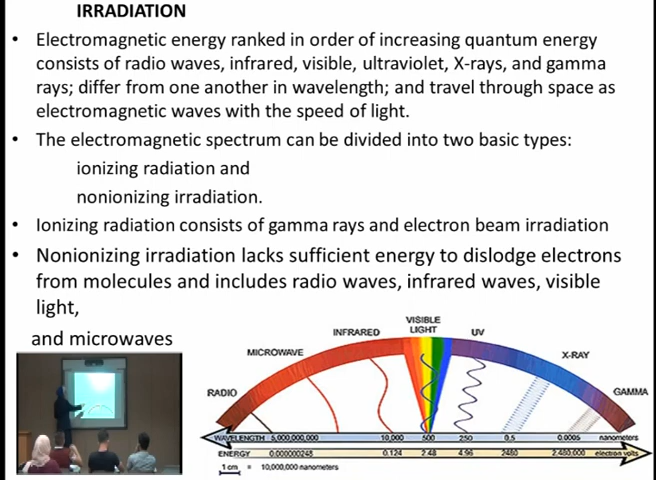 IRRADIATION
• Electromagnetic energy ranked in order of increasing quantum energy
consists of radio waves, infrared, visible, ultraviolet, X-rays, and gamma
rays; differ from one another in wavelength; and travel through space as
electromagnetic waves with the speed of light.
• The electromagnetic spectrum can be divided into two basic types:
ionizing radiation and
nonionizing irradiation.
• Ionizing radiation consists of gamma rays and electron beam irradiation
• Nonionizing irradiation lacks sufficient energy to dislodge electrons
from molecules and includes radio waves, infrared waves, visible
light,
and microwaves
RADIO
MICROWAVE
INFRARED
VISIBLE
LIGHT
UV
X-RAY
GAMMA
WAVELENGTH 5,000,000,000 10,000 500 250 0.5 0.0005 nanometers
ENERGY 0.000000248 0.124 2.48 4.96 2480 2,480,000 electron volts
1 cm = 10,000,000 nanometers